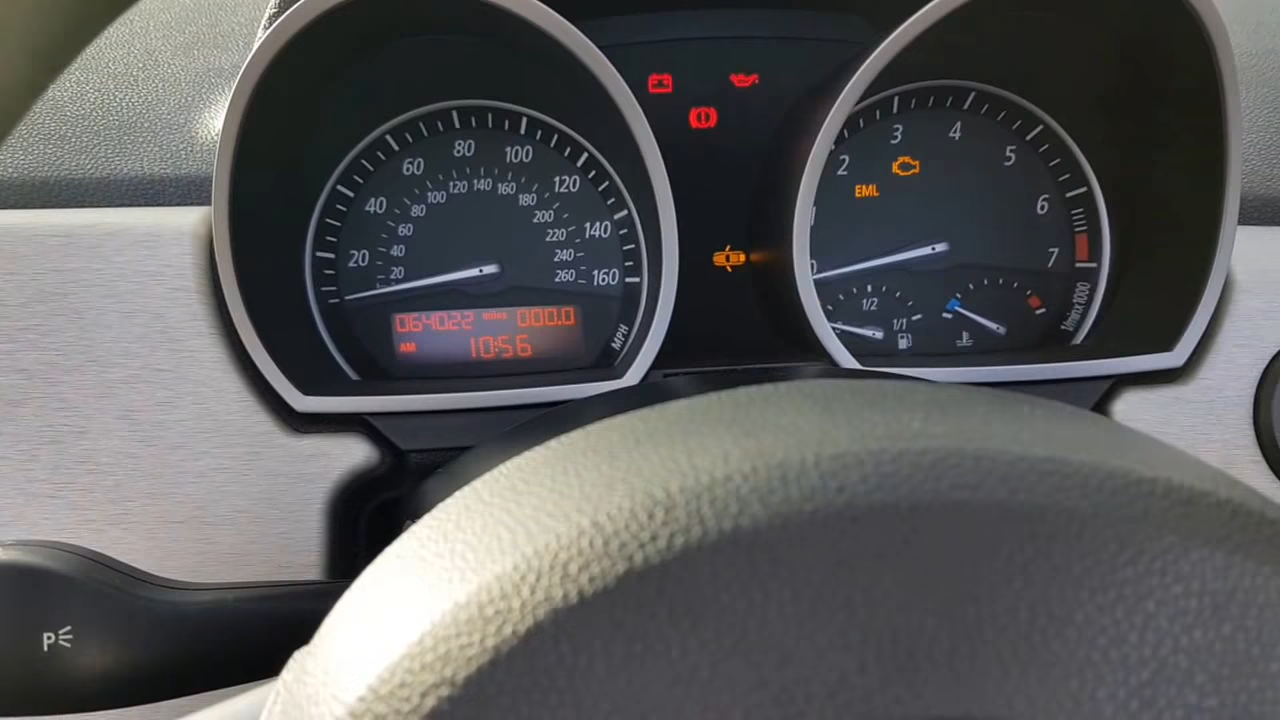 20 40 60 80 100 120 140 160
20 40 60 80 100 120 140 160 180 200 220 240 260
MPH
064022 miles 000.0
AM 10:56
EML
1 2 3 4 5 6 7
1/min x 1000
1/2
1/1
P